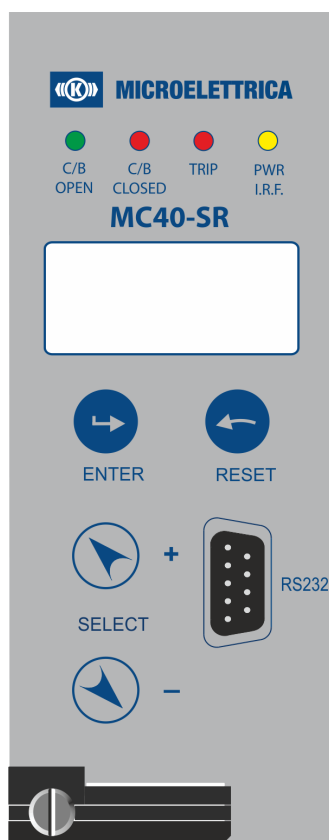 ((K)) MICROELETTRICA
C/B OPEN
C/B CLOSED
TRIP
PWR I.R.F.
MC40-SR
ENTER
RESET
+
RS232
SELECT
–